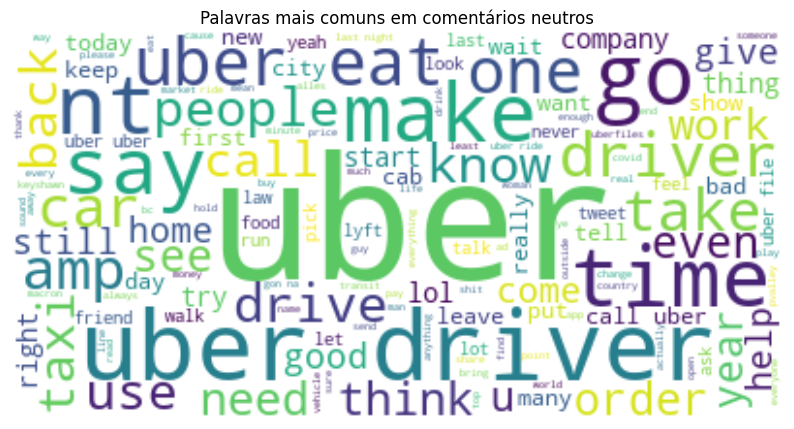 Palavras mais comuns em comentários neutros
way please cause last night last new yeah look city today keep thank
uber eat one go company give someone
back nt people make wait thing
market ride mean alles drink want show work
uber uber first minute price enough never uberfiles end
say call start know driver
every keyshawn cab least uber ride covid real feel bad
car buy much life woman really tweet take uber file
sound away bc hold law food pick lyft tell play
still home see run uber guy everything talk ad outside even
amp day try money gon na transit time
macron always drive lol come change country
right friend walk name man pay leave put call uber year help
taxi line read uber driver let send anything good lot share point find actually app open ask
use need vehicle sure think bring top u many world order everyone